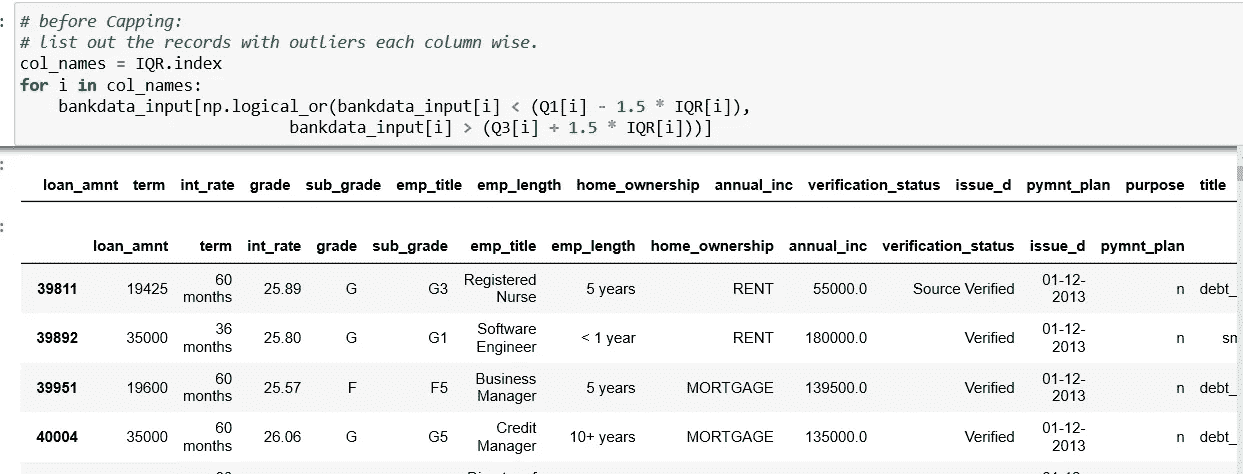 :
# before Capping:
# list out the records with outliers each column wise.
col_names = IQR.index
for i in col_names:
    bankdata_input[np.logical_or(bankdata_input[i] < (Q1[i] - 1.5 * IQR[i]),
                             bankdata_input[i] > (Q3[i] + 1.5 * IQR[i]))]
:
loan_amnt term int_rate grade sub_grade emp_title emp_length home_ownership annual_inc verification_status issue_d pymnt_plan purpose title
:
loan_amnt term int_rate grade sub_grade emp_title emp_length home_ownership annual_inc verification_status issue_d pymnt_plan
39811 19425 60 months 25.89 G G3 Registered Nurse 5 years RENT 55000.0 Source Verified 01-12-2013 n debt_
39892 35000 36 months 25.80 G G1 Software Engineer < 1 year RENT 180000.0 Verified 01-12-2013 n sm
39951 19600 60 months 25.57 F F5 Business Manager 5 years MORTGAGE 139500.0 Verified 01-12-2013 n debt_
40004 35000 60 months 26.06 G G5 Credit Manager 10+ years MORTGAGE 135000.0 Verified 01-12-2013 n debt_